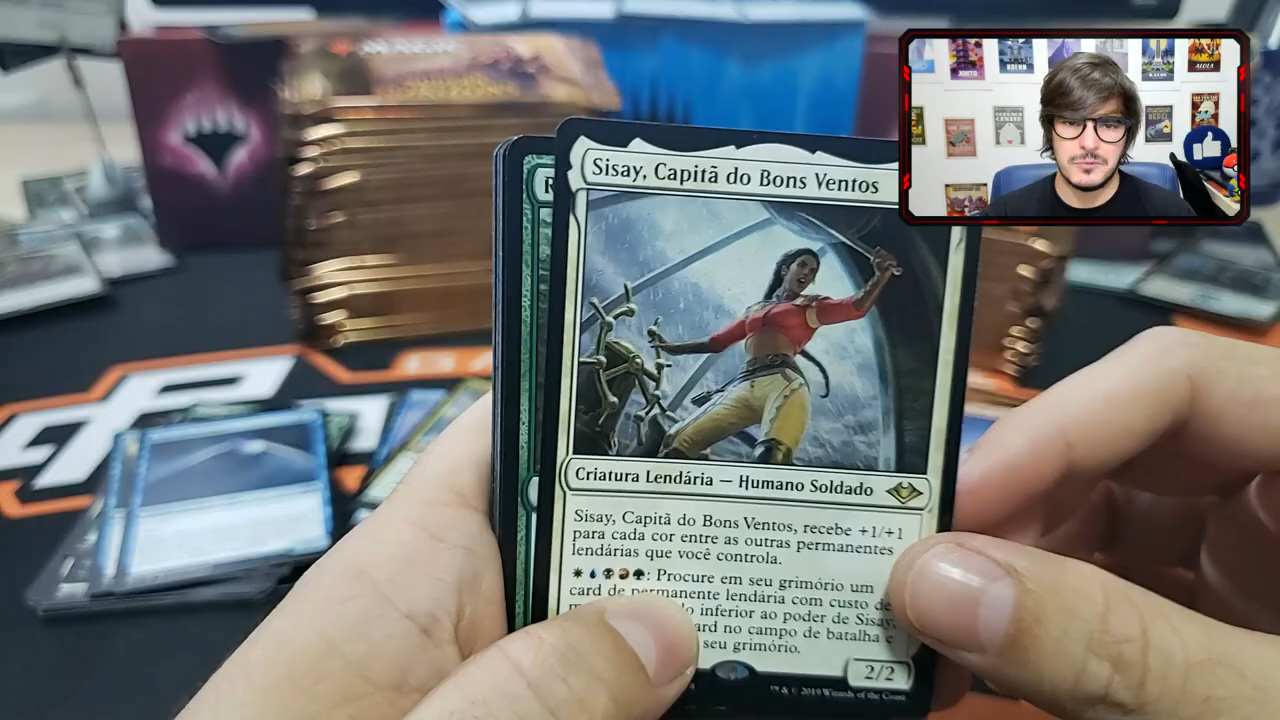 Sisay, Capitã do Bons Ventos
Criatura Lendária — Humano Soldado
Sisay, Capitã do Bons Ventos, recebe +1/+1
para cada cor entre as outras permanentes
lendárias que você controla.
: Procure em seu grimório um
card de permanente lendária com custo de
inferior ao poder de Sisay,
card no campo de batalha e
seu grimório.
2/2
™ & © 2019 Wizards of the Coast